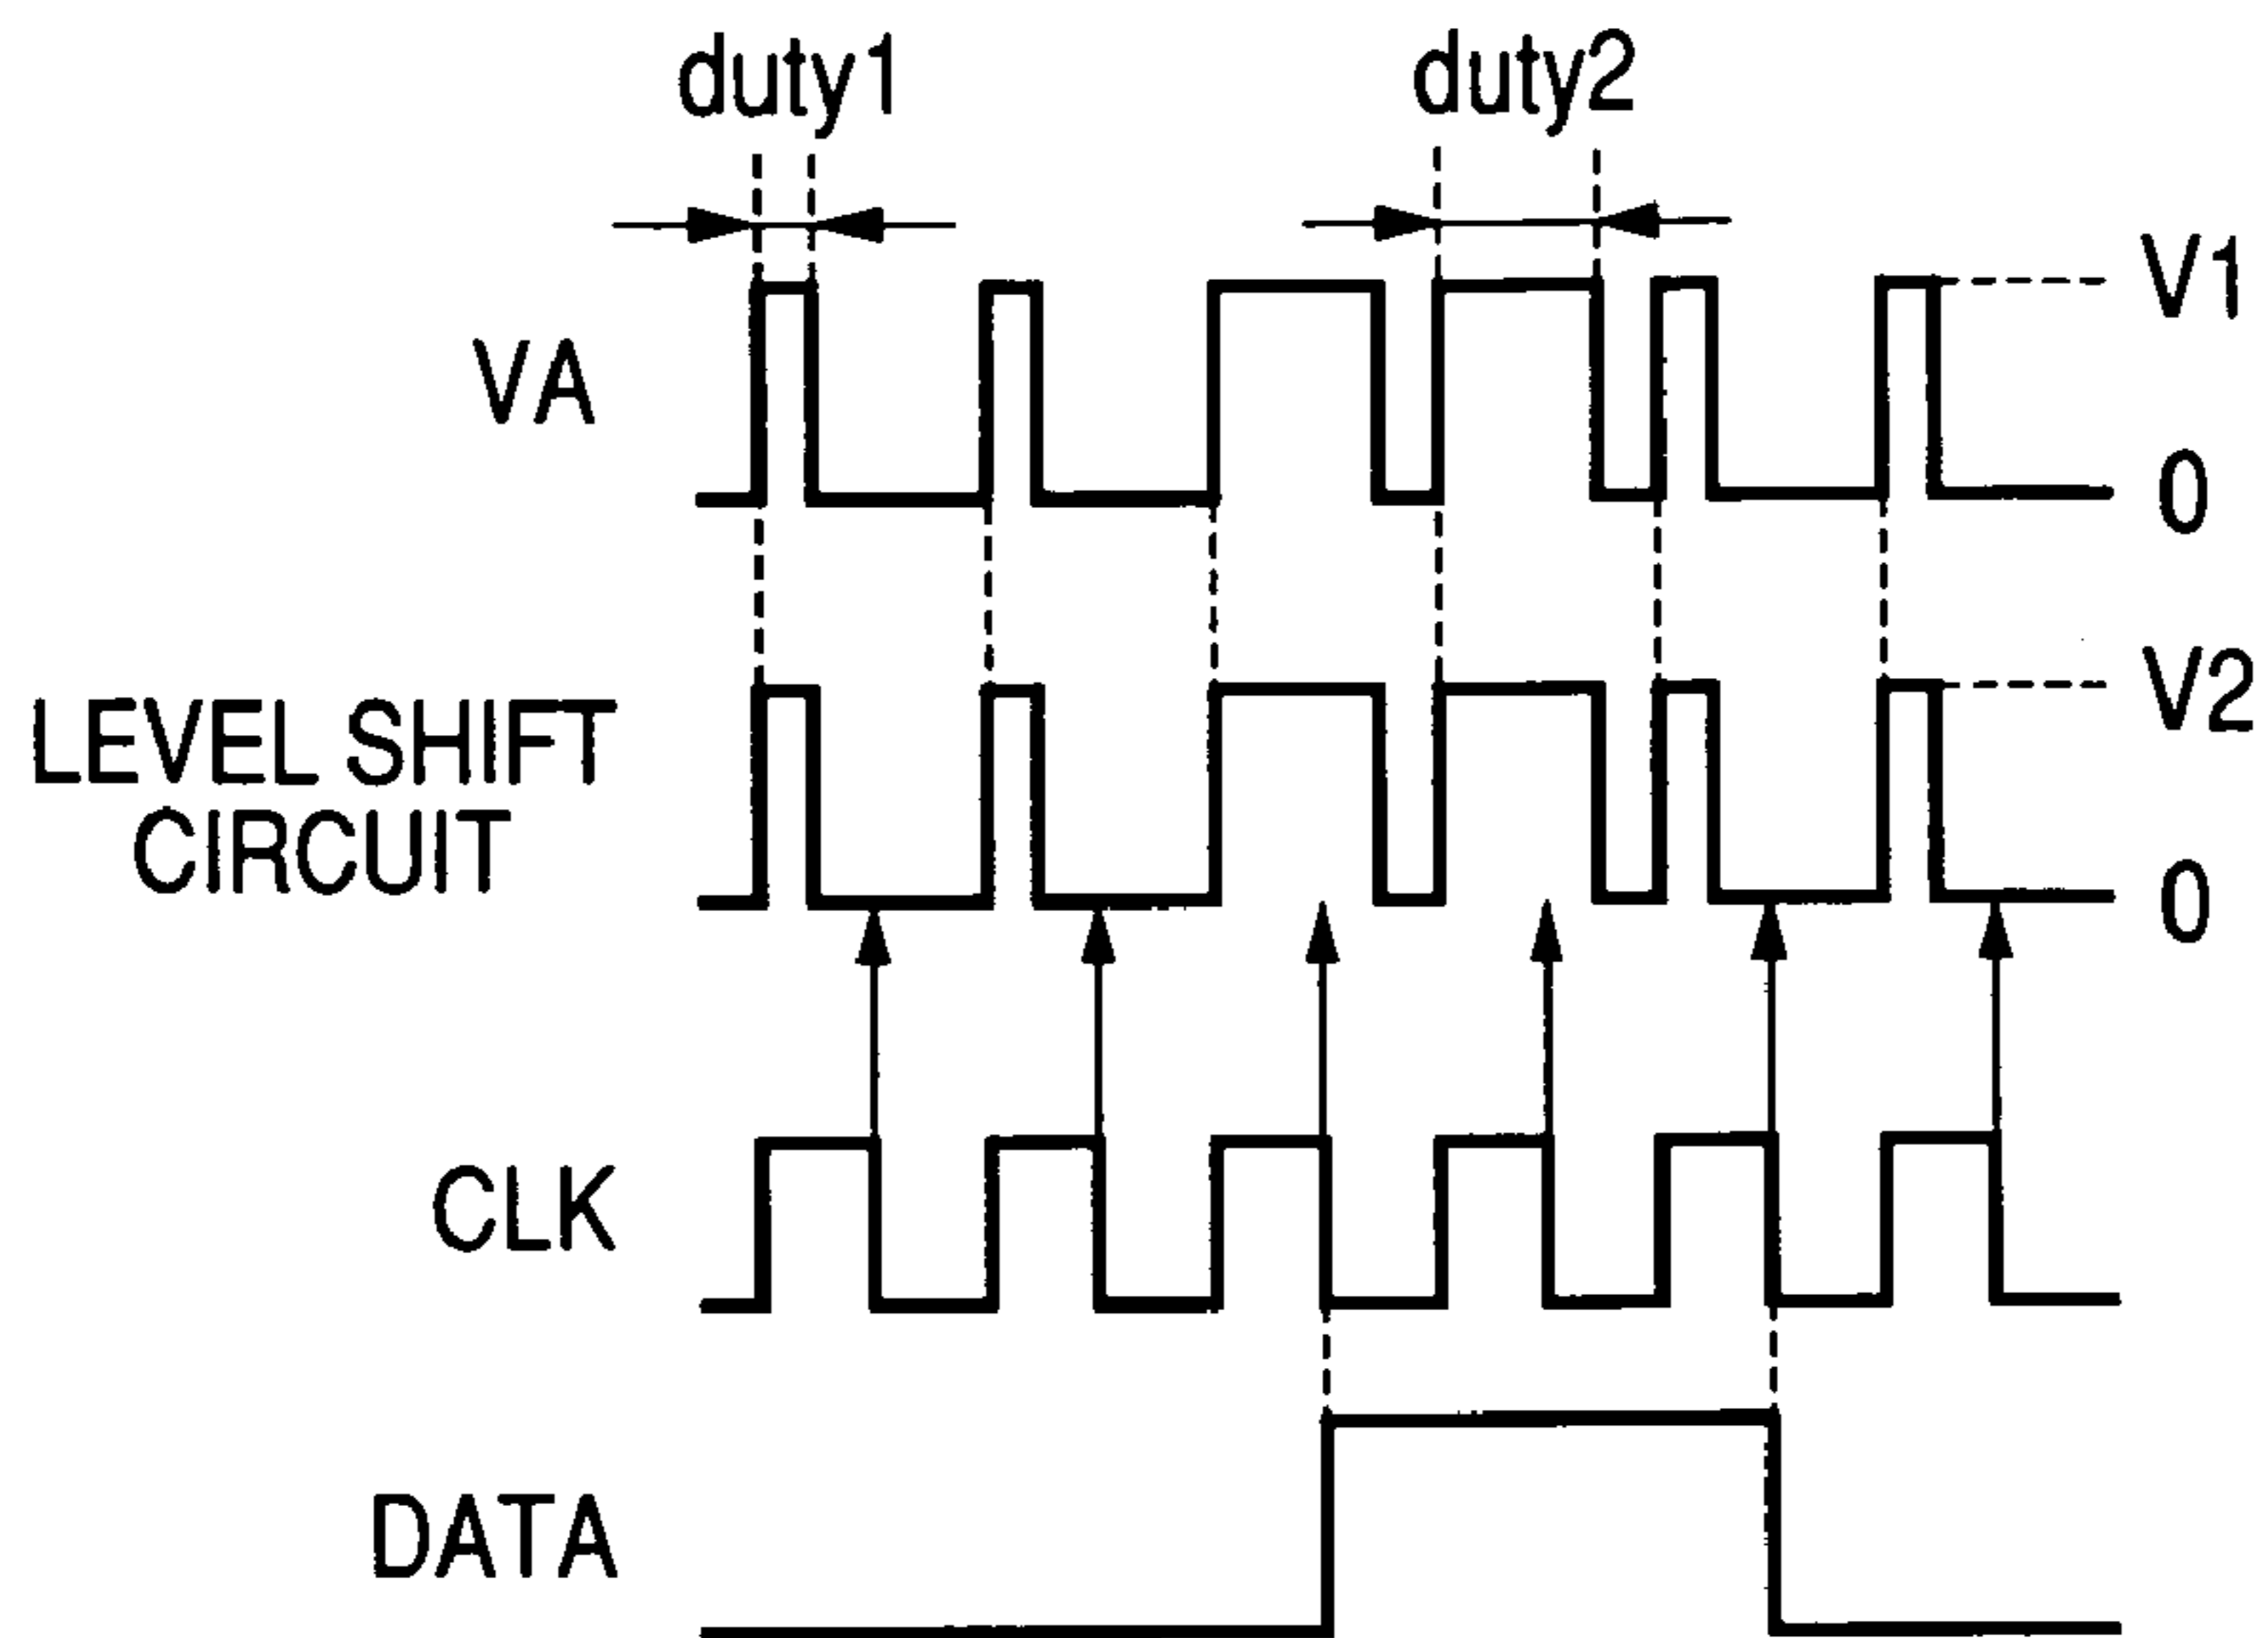 duty1 duty2
V1
VA
0
V2
LEVEL SHIFT
CIRCUIT
0
CLK
DATA